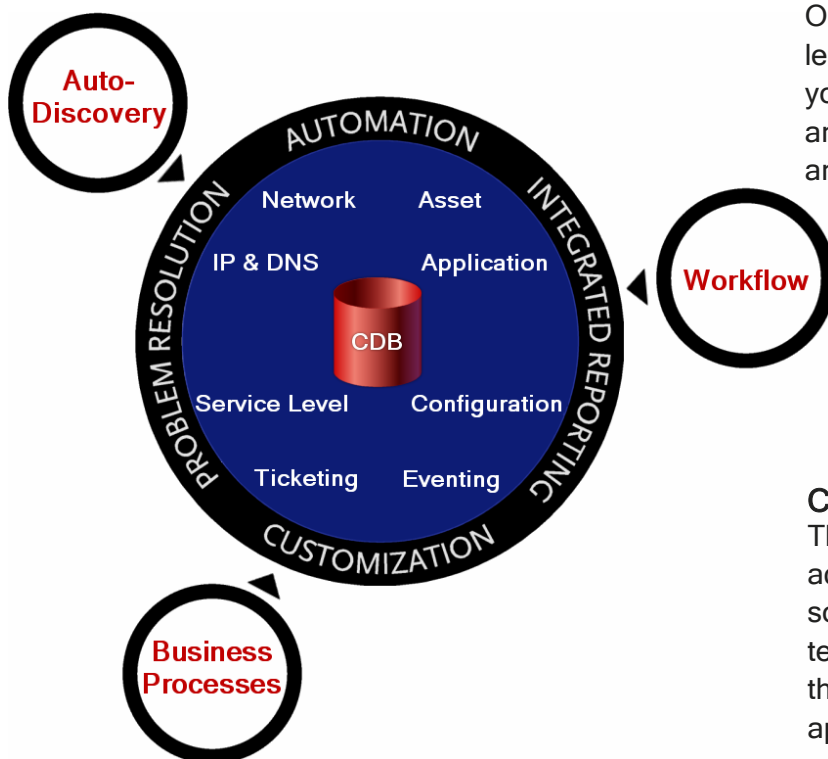 Auto-
Discovery
AUTOMATION
INTEGRATED REPORTING
CUSTOMIZATION
PROBLEM RESOLUTION
Network
Asset
IP & DNS
Application
CDB
Service Level
Configuration
Ticketing
Eventing
Workflow
Business
Processes